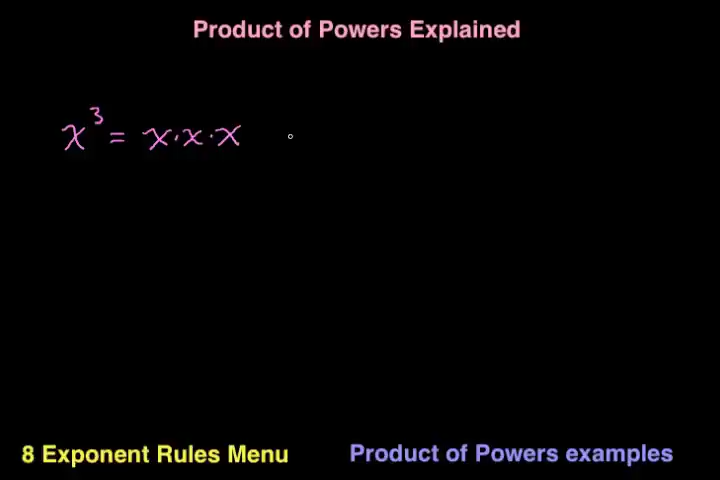 Product of Powers Explained
x³ = x·x·x
8 Exponent Rules Menu
Product of Powers examples